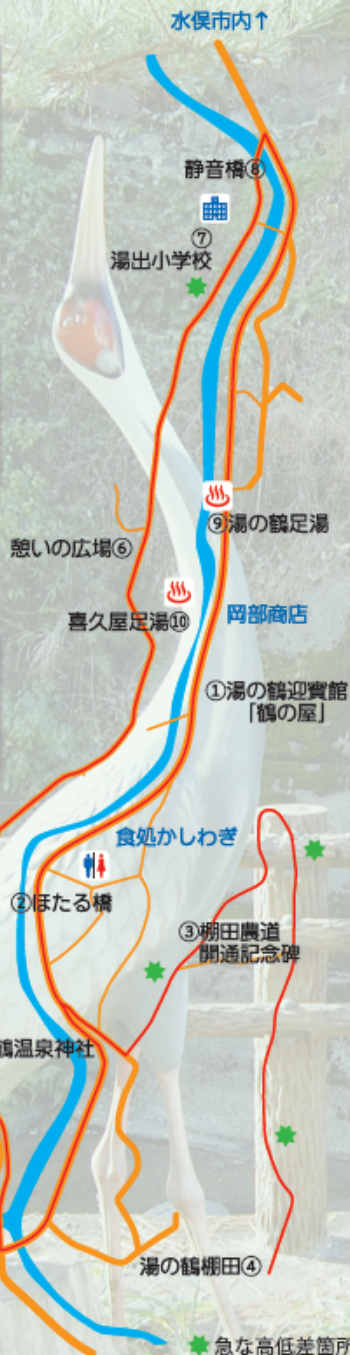 水俣市内↑
静音橋⑧
⑦
湯出小学校
⑨湯の鶴足湯
憩いの広場⑥
喜久屋足湯⑩
岡部商店
①湯の鶴迎賓館
「鶴の屋」
食処かしわぎ
②ほたる橋
③棚田農道
開通記念碑
鶴温泉神社
湯の鶴棚田④
急な高低差箇所